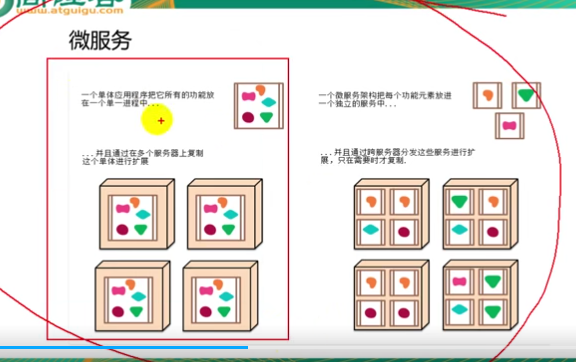 www.atguigu.com
微服务
一个单体应用程序把它所有的功能放
在一个单一进程中...
一个微服务架构把每个功能元素放进
一个独立的服务中...
...并且通过在多个服务器上复制
这个单体进行扩展
...并且通过跨服务器分发这些服务进行扩
展，只在需要时才复制.